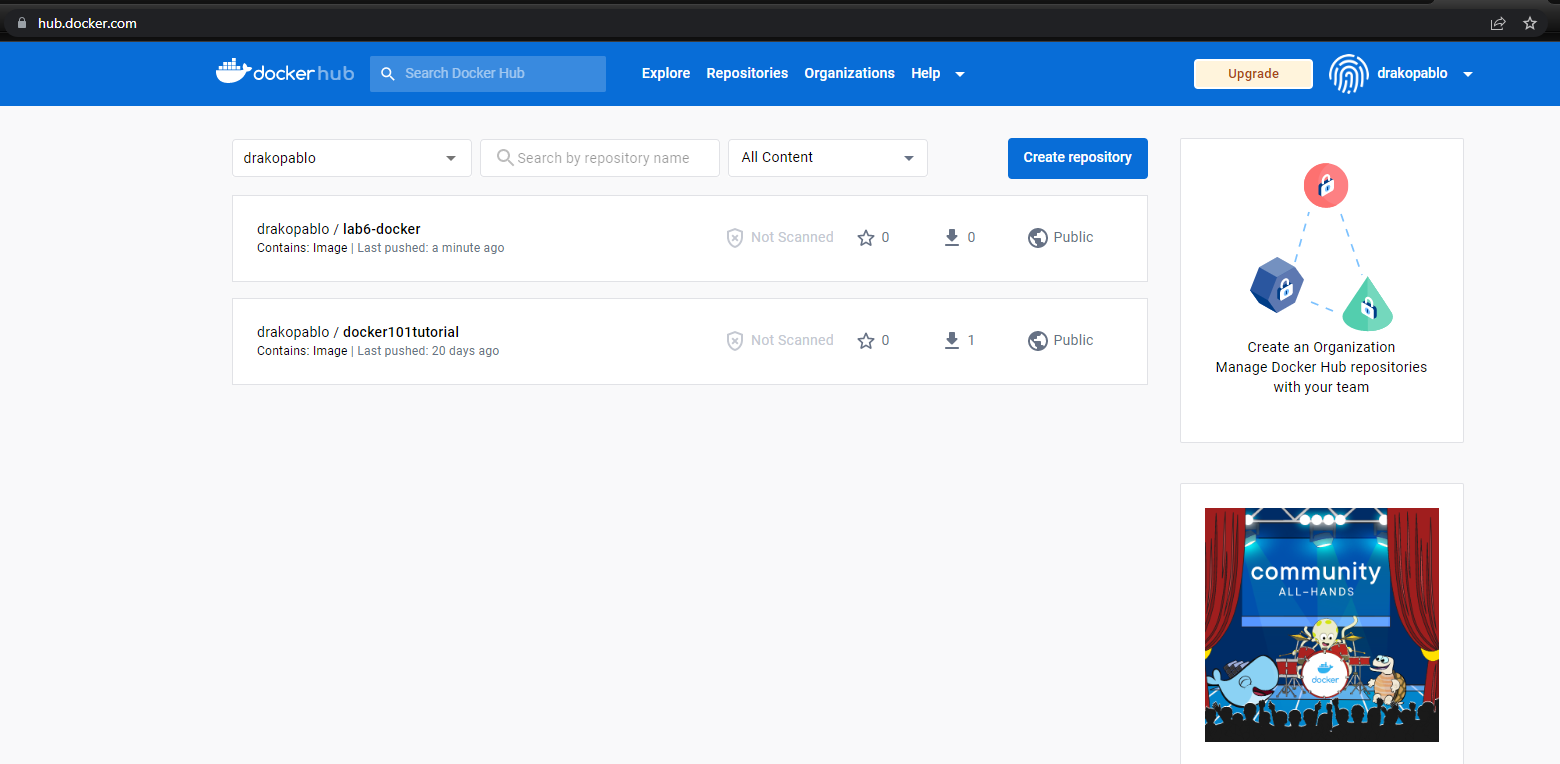 hub.docker.com
docker hub
Search Docker Hub
Explore
Repositories
Organizations
Help
Upgrade
drakopablo
drakopablo
Search by repository name
All Content
Create repository
drakopablo / lab6-docker
Contains: Image | Last pushed: a minute ago
Not Scanned
0
0
Public
drakopablo / docker101tutorial
Contains: Image | Last pushed: 20 days ago
Not Scanned
0
1
Public
Create an Organization
Manage Docker Hub repositories
with your team
community
ALL-HANDS
docker